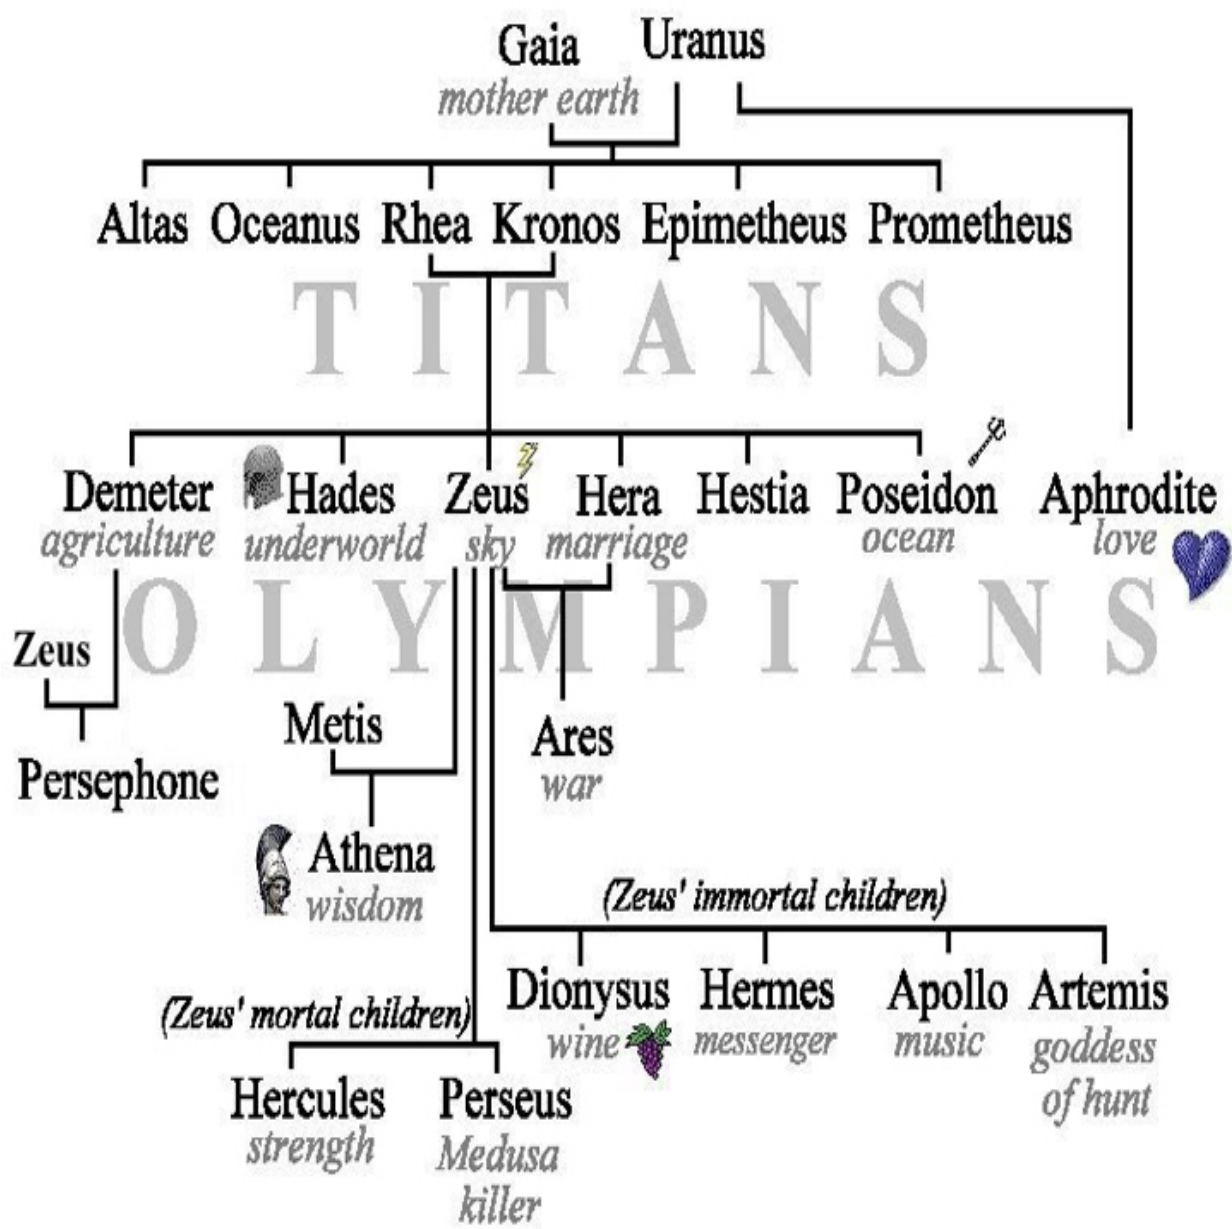 Gaia Uranus
mother earth
Altas Oceanus Rhea Kronos Epimetheus Prometheus
TITANS
Demeter Hades Zeus Hera Hestia Poseidon Aphrodite
agriculture underworld sky marriage ocean love
OLYMPIANS
Zeus
Metis
Ares
war
Persephone
Athena
wisdom
(Zeus' immortal children)
Dionysus Hermes Apollo Artemis
wine messenger music goddess
of hunt
(Zeus' mortal children)
Hercules Perseus
strength Medusa
killer